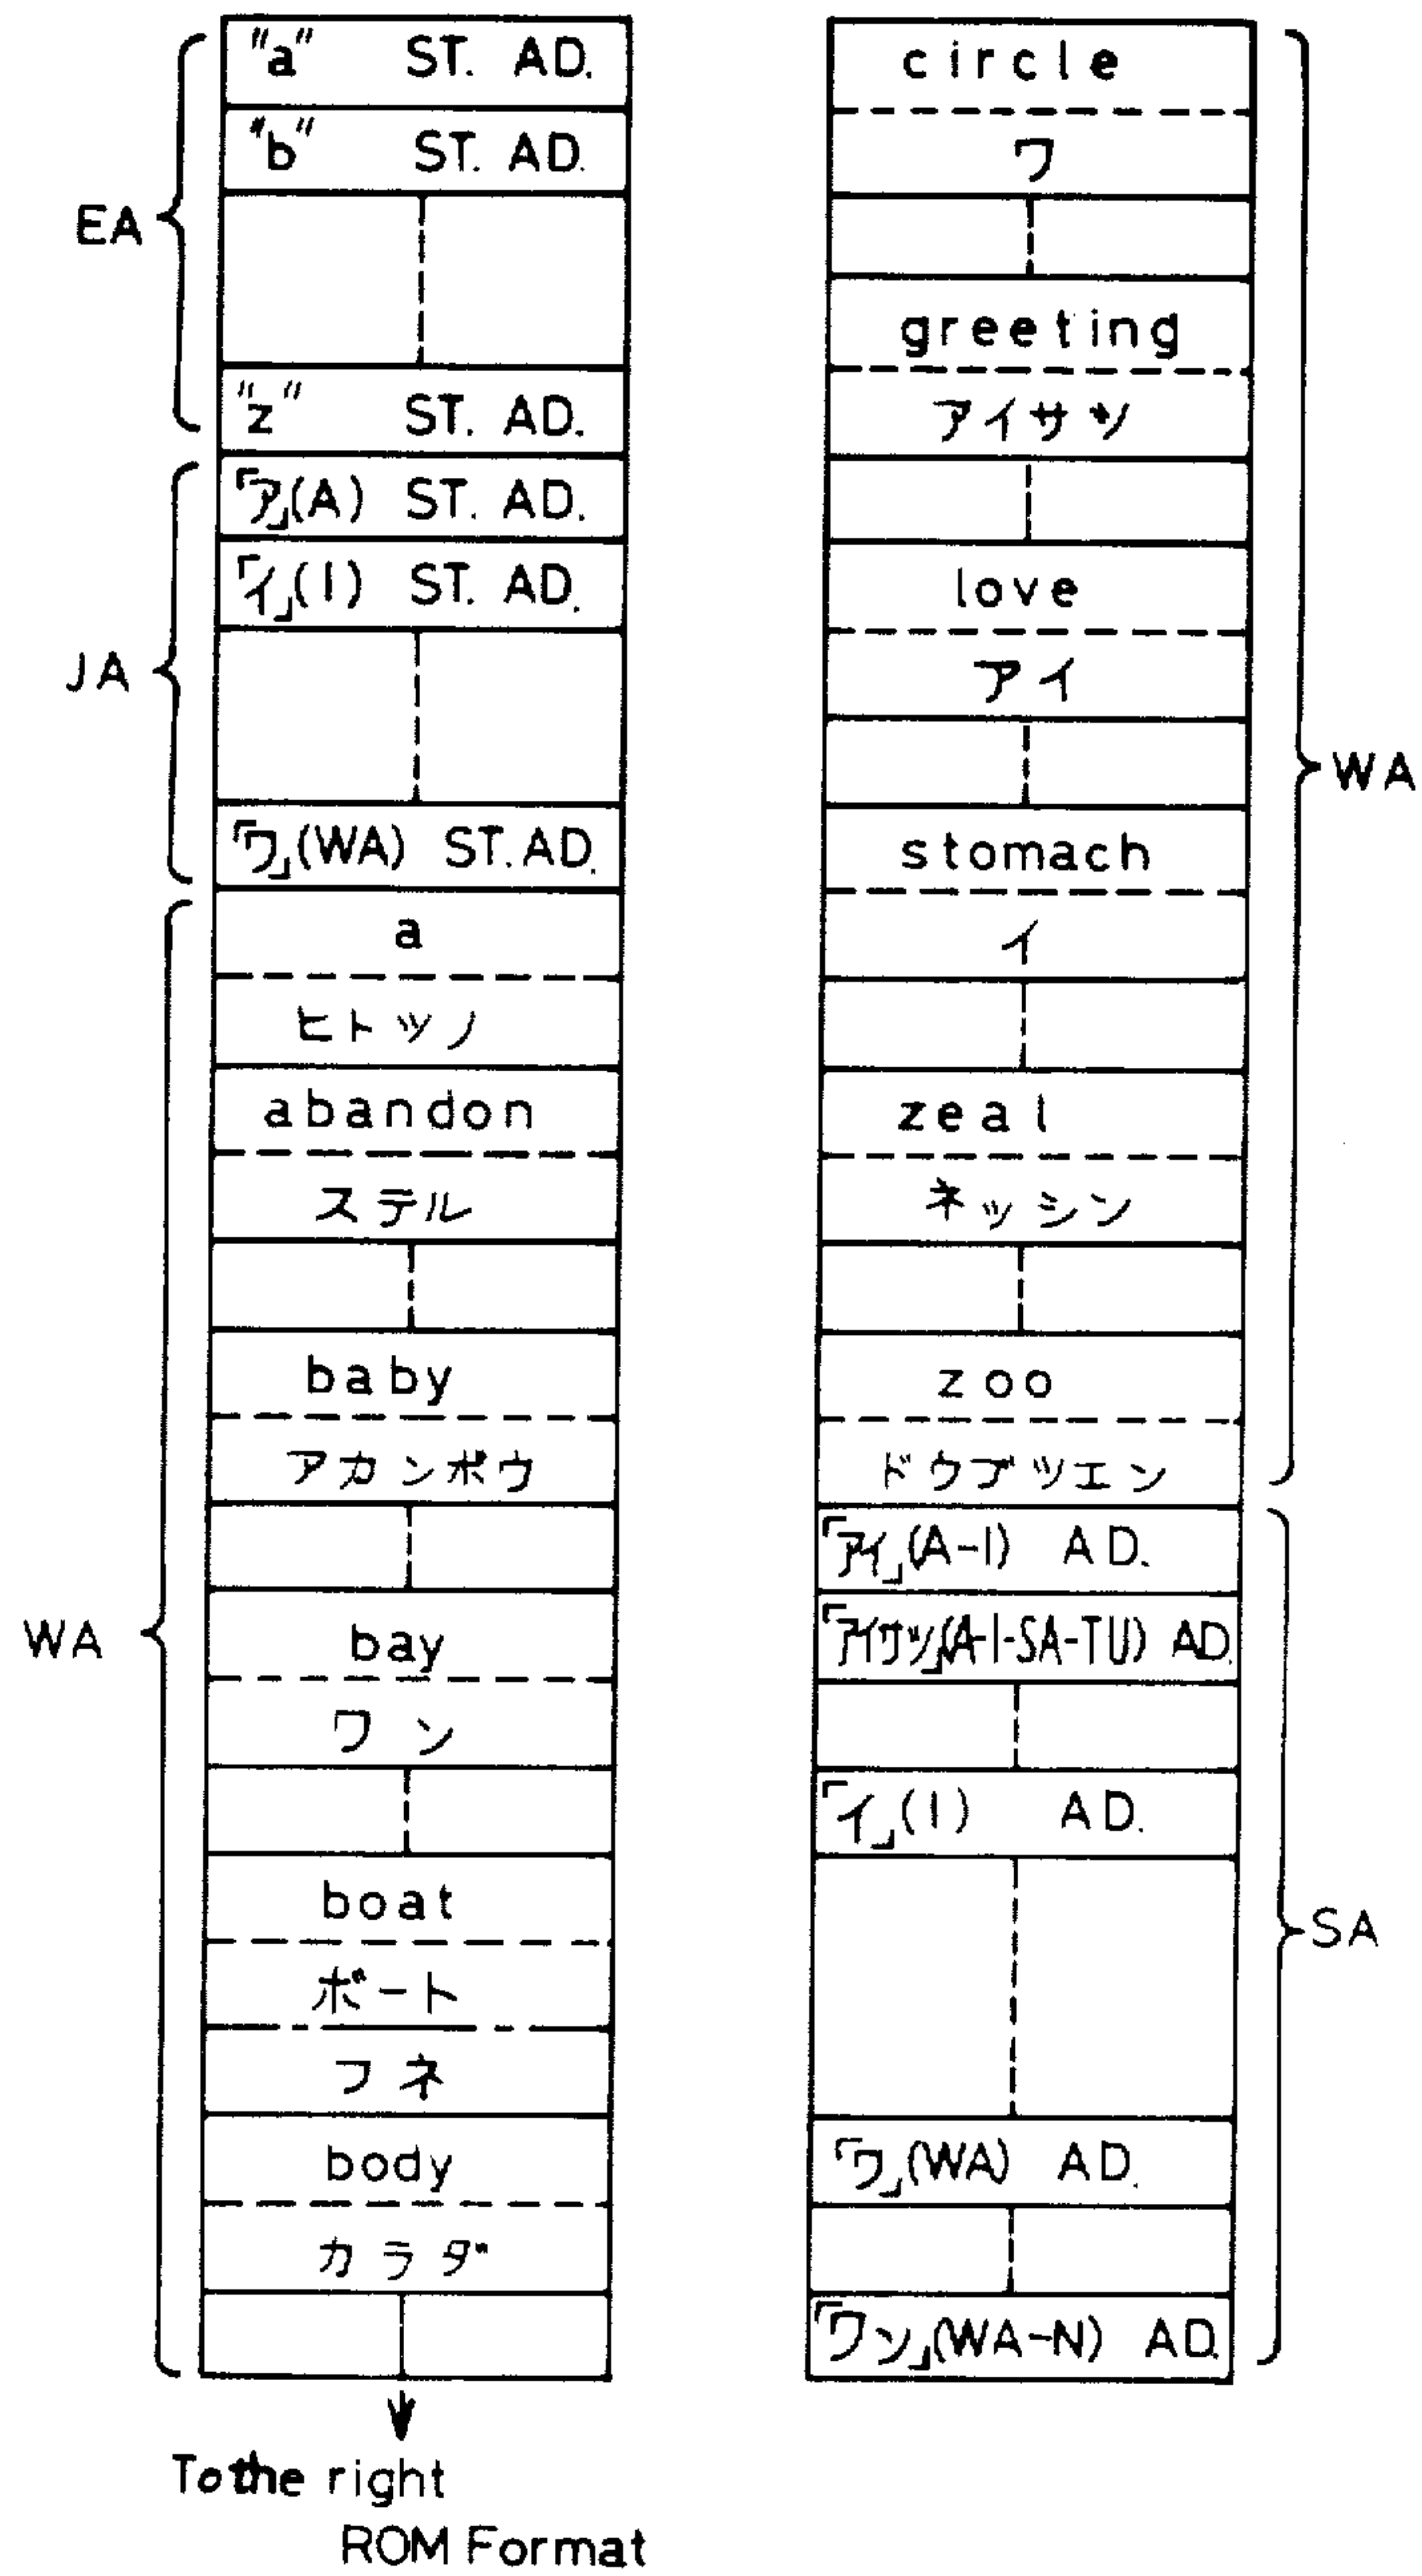 EA
"a" ST. AD.
"b" ST. AD.
"z" ST. AD.
JA
「ア」(A) ST. AD.
「イ」(I) ST. AD.
「ワ」(WA) ST. AD.
WA
a
ヒトツノ
abandon
ステル
baby
アカンボウ
bay
ワン
boat
ボート
フネ
body
カラダ
To the right
ROM Format
circle
ワ
greeting
アイサツ
love
アイ
stomach
イ
zeal
ネッシン
zoo
ドウブツエン
WA
「アイ」(A-I) AD.
「アイサツ」(A-I-SA-TU) AD.
「イ」(I) AD.
「ワ」(WA) AD.
「ワン」(WA-N) AD.
SA